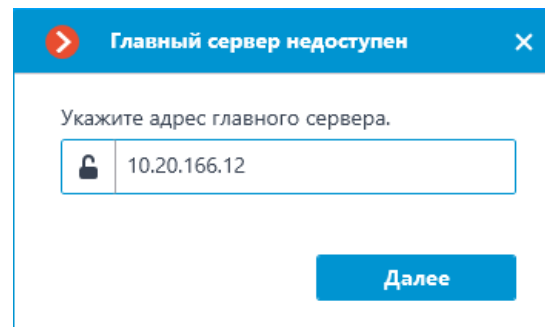 Главный сервер недоступен
Укажите адрес главного сервера.
10.20.166.12
Далее